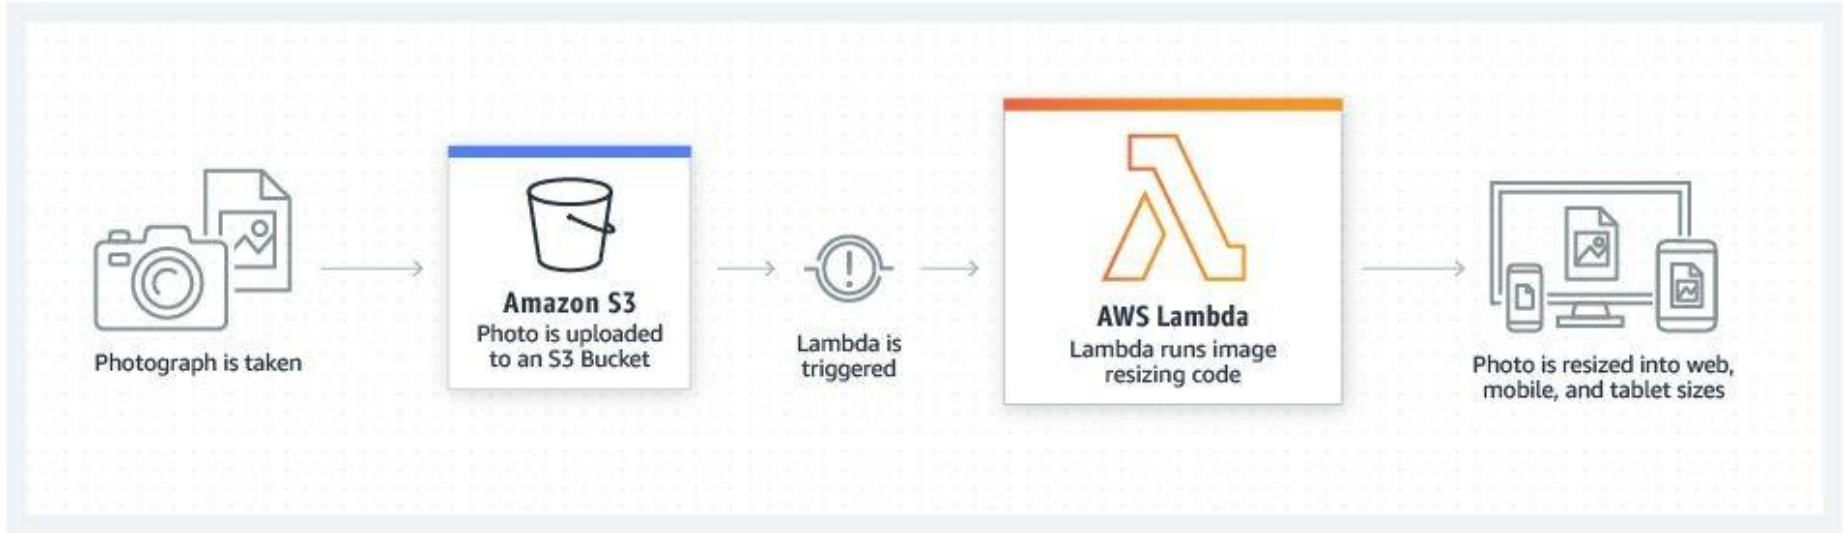 Photograph is taken
Amazon S3
Photo is uploaded
to an S3 Bucket
Lambda is
triggered
AWS Lambda
Lambda runs image
resizing code
Photo is resized into web,
mobile, and tablet sizes